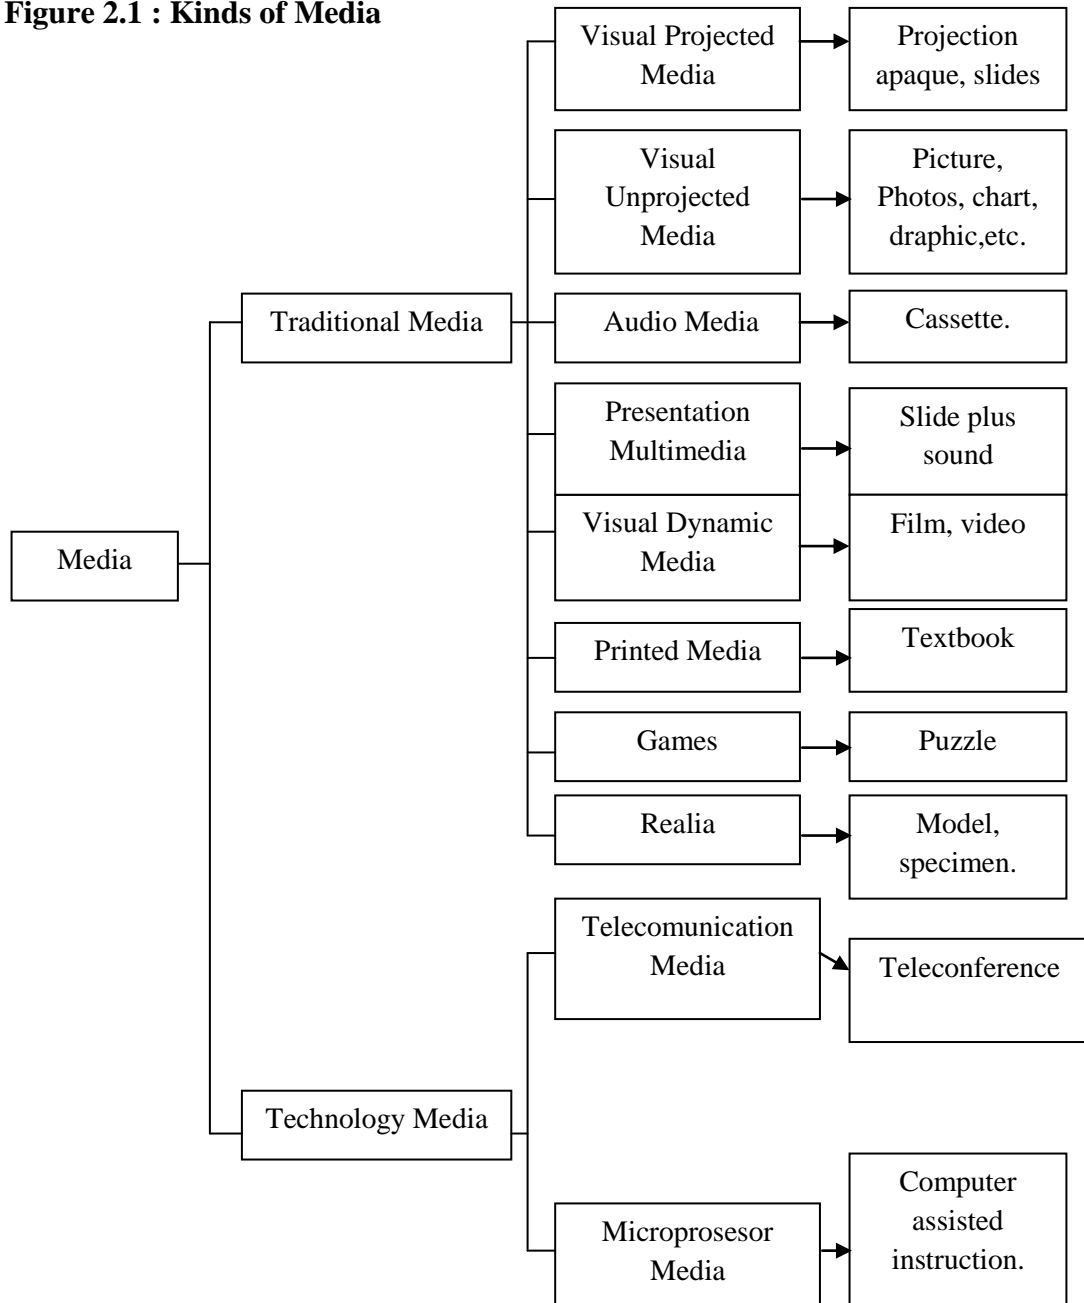 Figure 2.1 : Kinds of Media
Visual Projected
Media
Projection
apaque, slides
Visual
Unprojected
Media
Picture,
Photos, chart,
draphic,etc.
Traditional Media
Audio Media
Cassette.
Presentation
Multimedia
Slide plus
sound
Visual Dynamic
Media
Film, video
Media
Printed Media
Textbook
Games
Puzzle
Realia
Model,
specimen.
Telecomunication
Media
Teleconference
Technology Media
Microprosesor
Media
Computer
assisted
instruction.